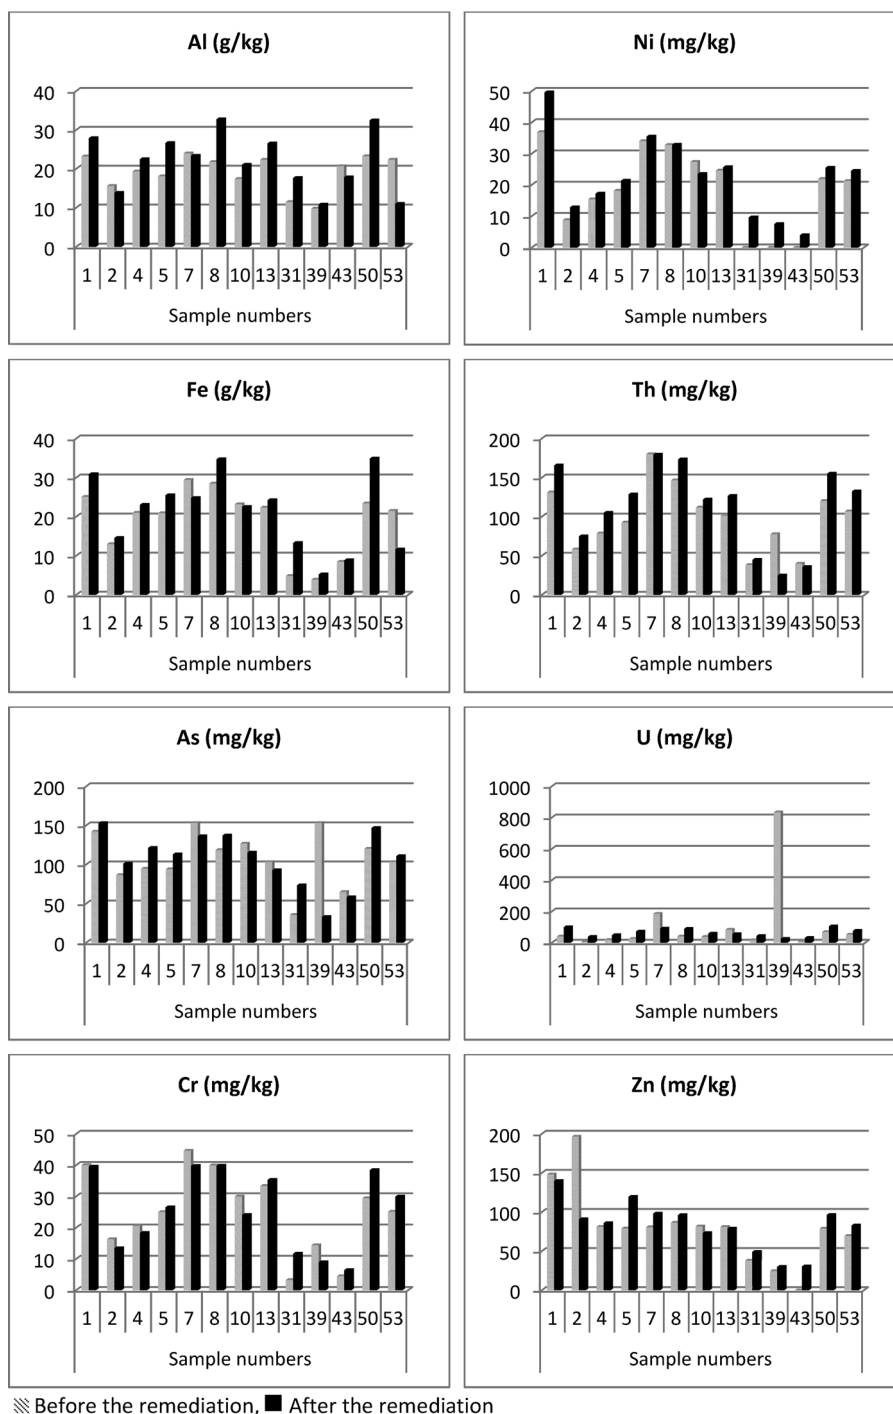 Al (g/kg)
40
30
20
10
0
1 2 4 5 7 8 10 13 31 39 43 50 53
Sample numbers
Ni (mg/kg)
50
40
30
20
10
0
1 2 4 5 7 8 10 13 31 39 43 50 53
Sample numbers
Fe (g/kg)
40
30
20
10
0
1 2 4 5 7 8 10 13 31 39 43 50 53
Sample numbers
Th (mg/kg)
200
150
100
50
0
1 2 4 5 7 8 10 13 31 39 43 50 53
Sample numbers
As (mg/kg)
200
150
100
50
0
1 2 4 5 7 8 10 13 31 39 43 50 53
Sample numbers
U (mg/kg)
1000
800
600
400
200
0
1 2 4 5 7 8 10 13 31 39 43 50 53
Sample numbers
Cr (mg/kg)
50
40
30
20
10
0
1 2 4 5 7 8 10 13 31 39 43 50 53
Sample numbers
Zn (mg/kg)
200
150
100
50
0
1 2 4 5 7 8 10 13 31 39 43 50 53
Sample numbers
Before the remediation, After the remediation